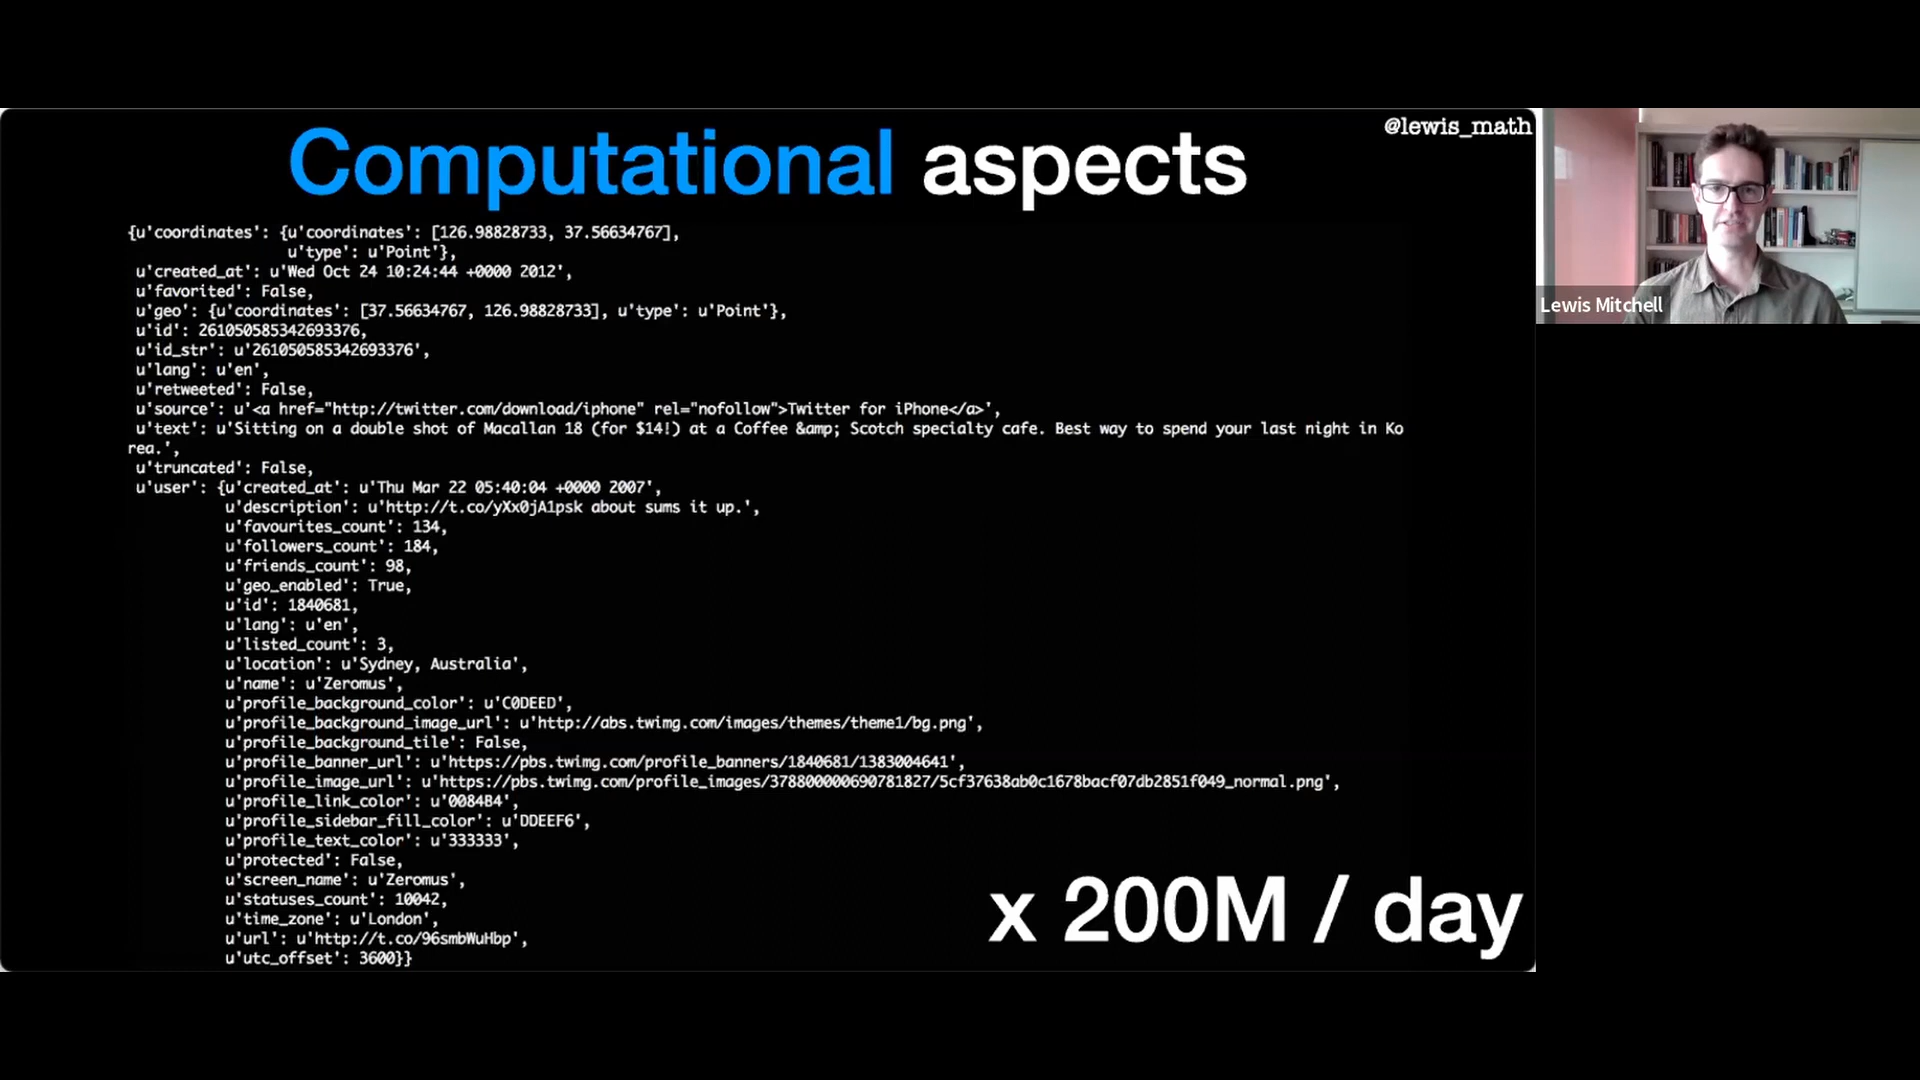 @lewis_math
Computational aspects
{u'coordinates': {u'coordinates': [126.98828733, 37.56634767],
u'type': u'Point'},
u'created_at': u'Wed Oct 24 10:24:44 +0000 2012',
u'favorited': False,
u'geo': {u'coordinates': [37.56634767, 126.98828733], u'type': u'Point'},
u'id': 261050585342693376,
u'id_str': u'261050585342693376',
u'lang': u'en',
u'retweeted': False,
u'source': u'<a href="http://twitter.com/download/iphone" rel="nofollow">Twitter for iPhone</a>',
u'text': u'Sitting on a double shot of Macallan 18 (for $14!) at a Coffee &amp; Scotch specialty cafe. Best way to spend your last night in Ko
rea.',
u'truncated': False,
u'user': {u'created_at': u'Thu Mar 22 05:40:04 +0000 2007',
u'description': u'http://t.co/yXx0jA1psk about sums it up.',
u'favourites_count': 134,
u'followers_count': 184,
u'friends_count': 98,
u'geo_enabled': True,
u'id': 1840681,
u'lang': u'en',
u'listed_count': 3,
u'location': u'Sydney, Australia',
u'name': u'Zeromus',
u'profile_background_color': u'C0DEED',
u'profile_background_image_url': u'http://abs.twimg.com/images/themes/theme1/bg.png',
u'profile_background_tile': False,
u'profile_banner_url': u'https://pbs.twimg.com/profile_banners/1840681/1383004641',
u'profile_image_url': u'https://pbs.twimg.com/profile_images/378800000690781827/5cf37638ab0c1678bacf07db2851f049_normal.png',
u'profile_link_color': u'0084B4',
u'profile_sidebar_fill_color': u'DDEEF6',
u'profile_text_color': u'333333',
u'protected': False,
u'screen_name': u'Zeromus',
u'statuses_count': 10042,
u'time_zone': u'London',
u'url': u'http://t.co/96smbWuHbp',
u'utc_offset': 3600}}
x 200M / day
Lewis Mitchell